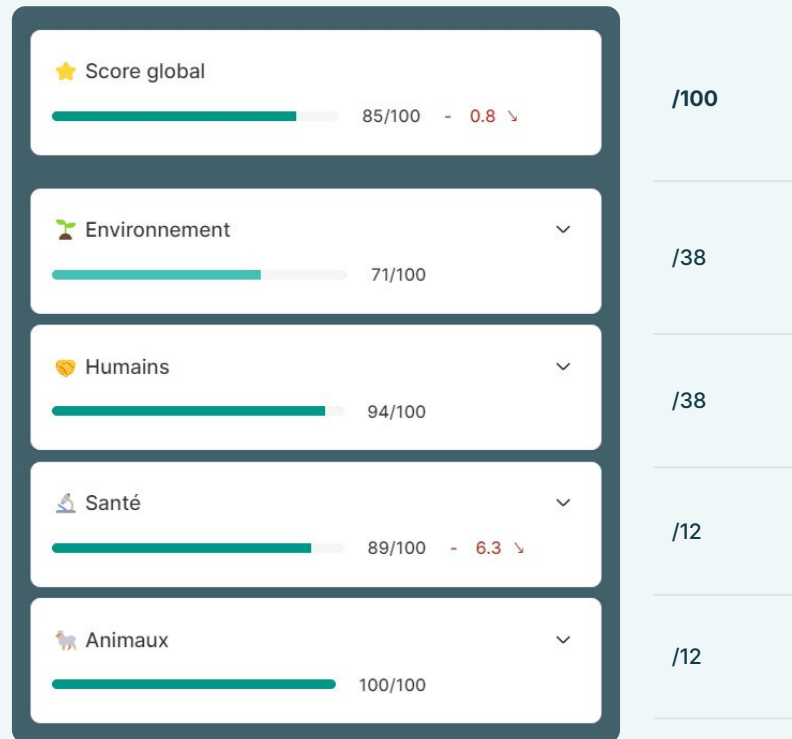 Score global
85/100 - 0.8 ↘
/100
Environnement
71/100
/38
Humains
94/100
/38
Santé
89/100 - 6.3 ↘
/12
Animaux
100/100
/12